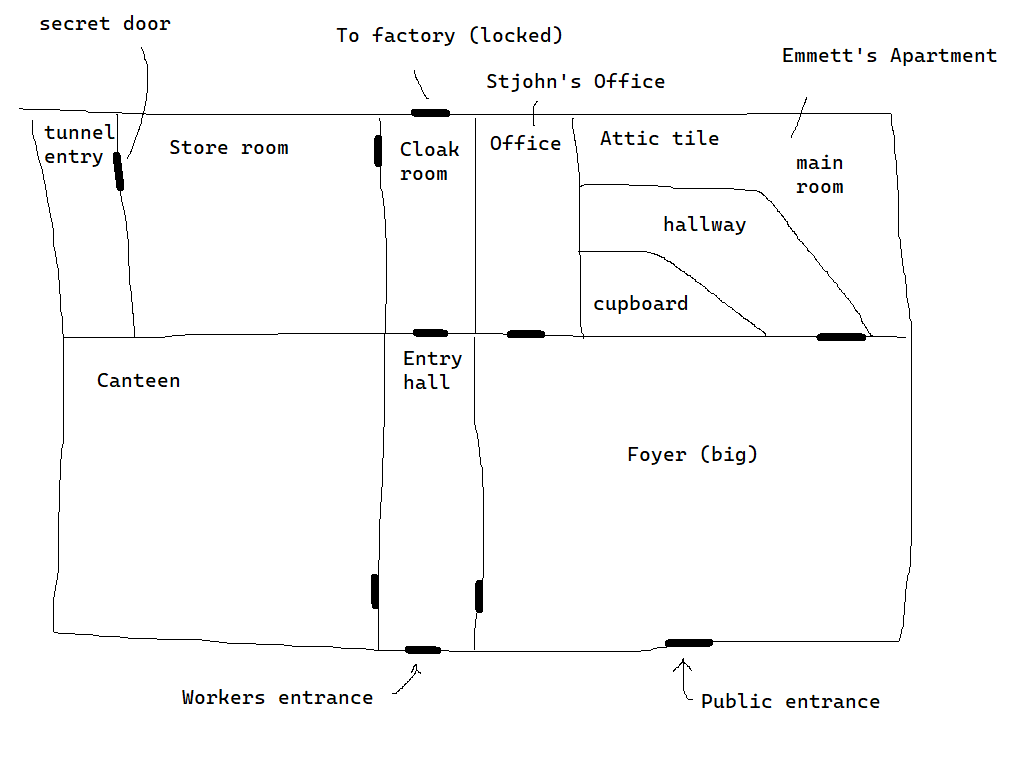 secret door
To factory (locked)
Emmett's Apartment
Stjohn's Office
tunnel
entry
Store room
Cloak
room
Office
Attic tile
main
room
hallway
cupboard
Entry
hall
Canteen
Foyer (big)
Workers entrance
Public entrance